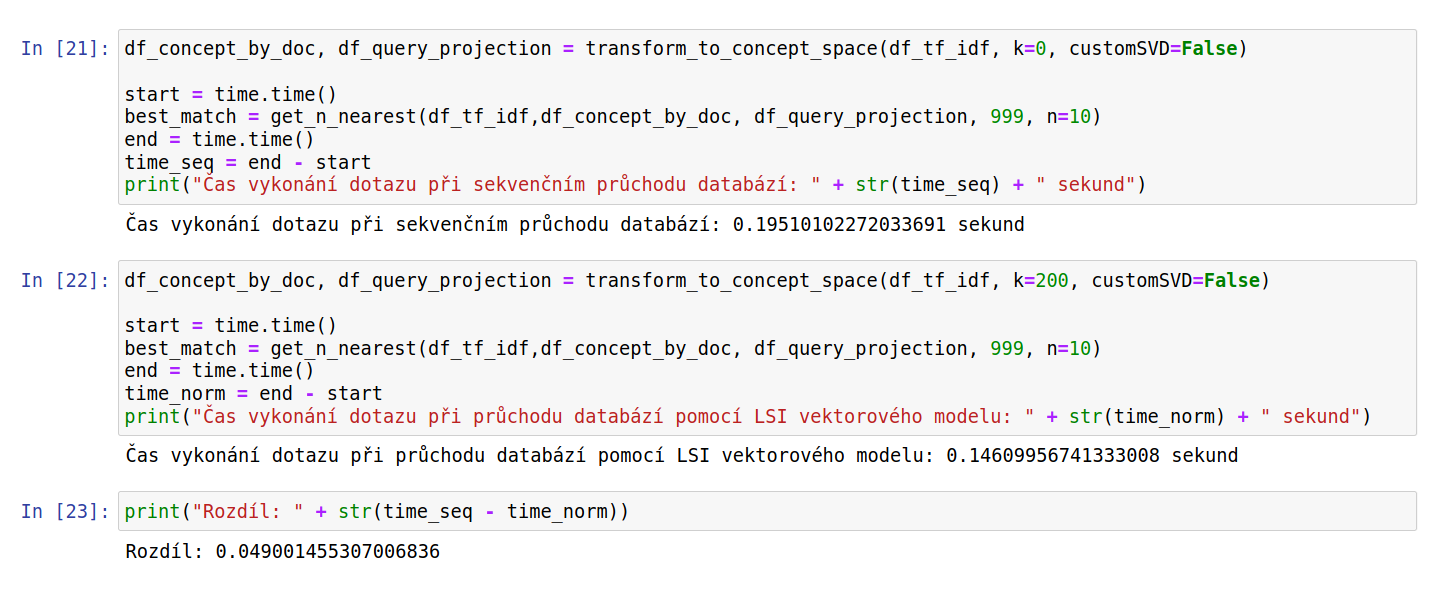 In [21]: df_concept_by_doc, df_query_projection = transform_to_concept_space(df_tf_idf, k=0, customSVD=False)
start = time.time()
best_match = get_n_nearest(df_tf_idf,df_concept_by_doc, df_query_projection, 999, n=10)
end = time.time()
time_seq = end - start
print("Čas vykonání dotazu při sekvenčním průchodu databází: " + str(time_seq) + " sekund")
Čas vykonání dotazu při sekvenčním průchodu databází: 0.19510102272033691 sekund
In [22]: df_concept_by_doc, df_query_projection = transform_to_concept_space(df_tf_idf, k=200, customSVD=False)
start = time.time()
best_match = get_n_nearest(df_tf_idf,df_concept_by_doc, df_query_projection, 999, n=10)
end = time.time()
time_norm = end - start
print("Čas vykonání dotazu při průchodu databází pomocí LSI vektorového modelu: " + str(time_norm) + " sekund")
Čas vykonání dotazu při průchodu databází pomocí LSI vektorového modelu: 0.14609956741333008 sekund
In [23]: print("Rozdíl: " + str(time_seq - time_norm))
Rozdíl: 0.049001455307006836